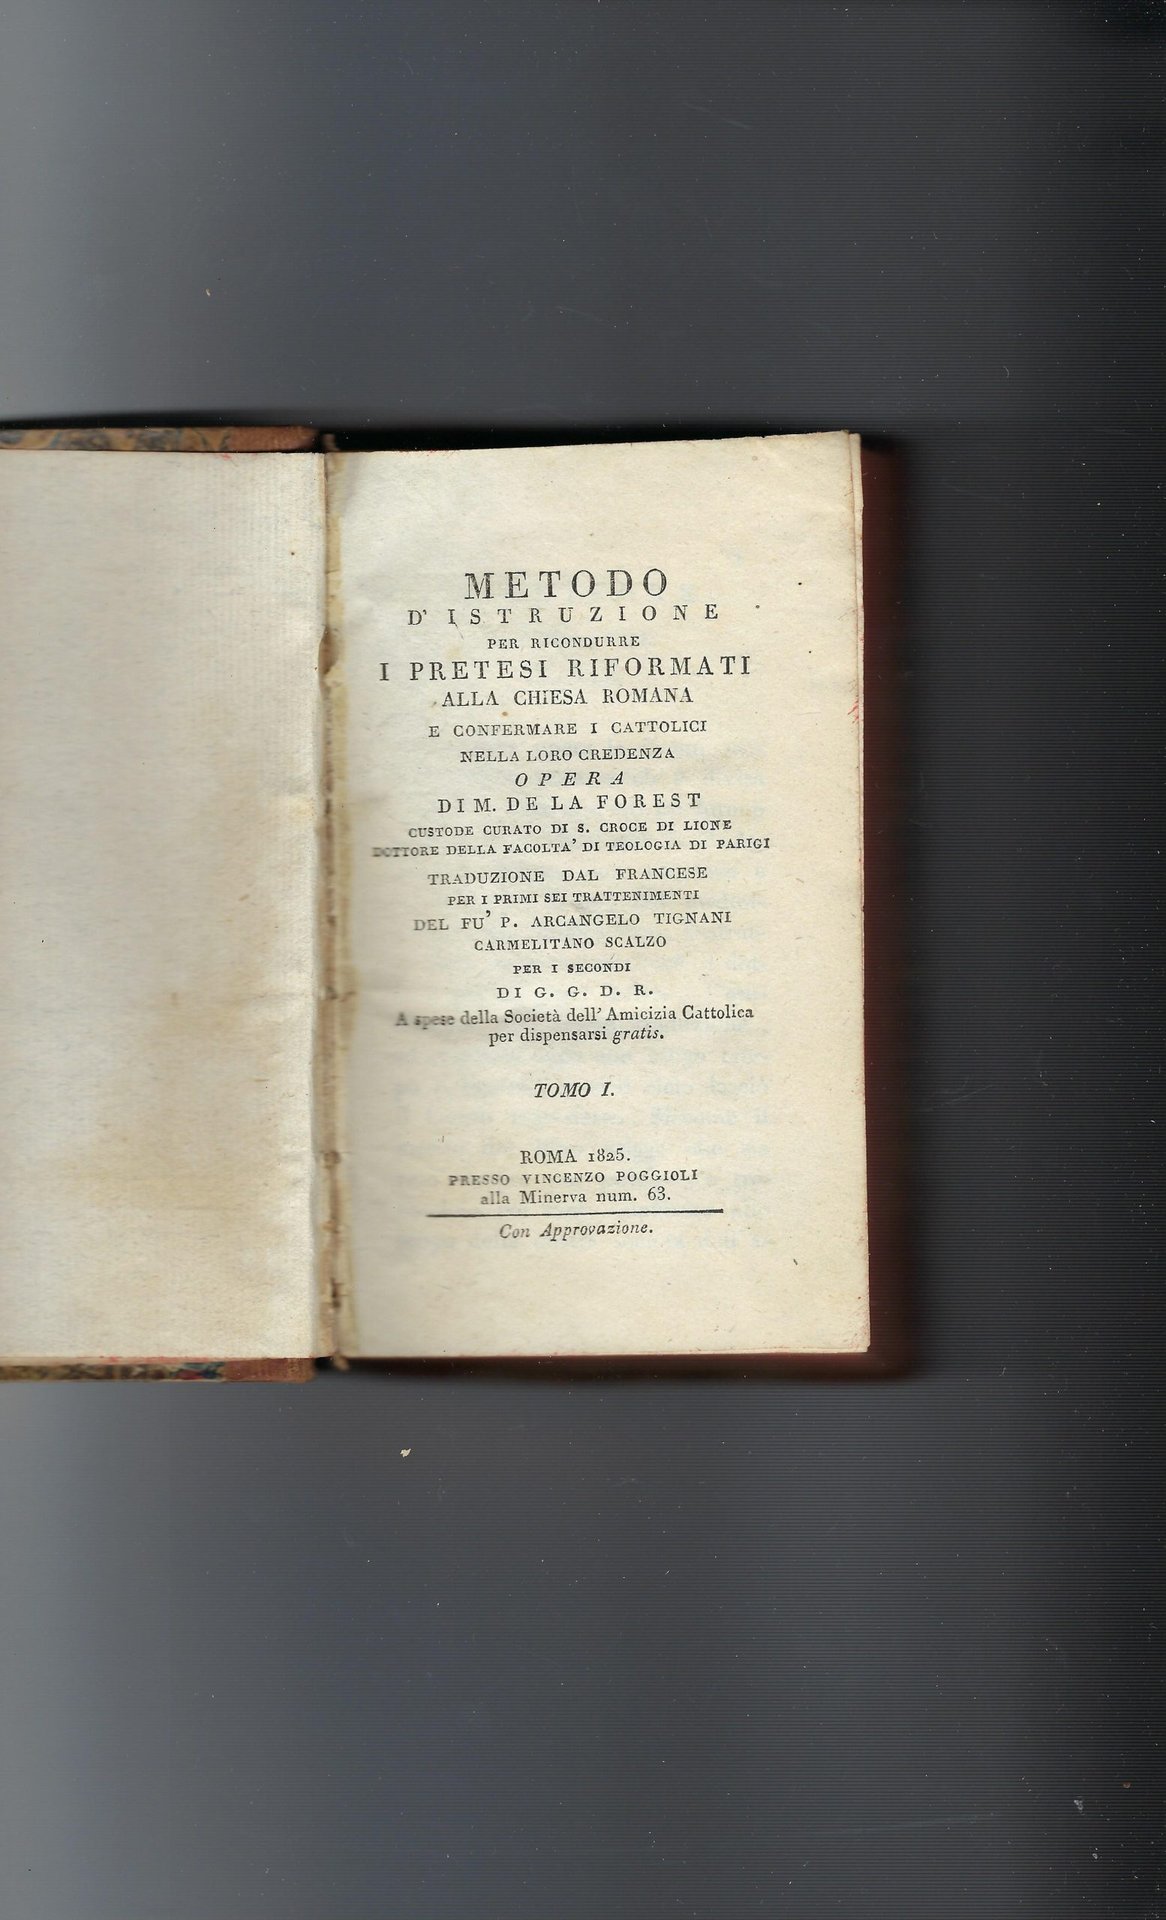 METODO
D' ISTRUZIONE
PER RICONDURRE
I PRETESI RIFORMATI
ALLA CHIESA ROMANA
E CONFERMARE I CATTOLICI
NELLA LORO CREDENZA
OPERA
DI M. DE LA FOREST
CUSTODE CURATO DI S. CROCE DI LIONE
DOTTORE DELLA FACOLTA' DI TEOLOGIA DI PARIGI
TRADUZIONE DAL FRANCESE
PER I PRIMI SEI TRATTENIMENTI
DEL FU' P. ARCANGELO TIGNANI
CARMELITANO SCALZO
PER I SECONDI
DI G. G. D. R.
A spese della Società dell' Amicizia Cattolica
per dispensarsi gratis.
TOMO I.
ROMA 1825.
PRESSO VINCENZO POGGIOLI
alla Minerva num. 63.
Con Approvazione.